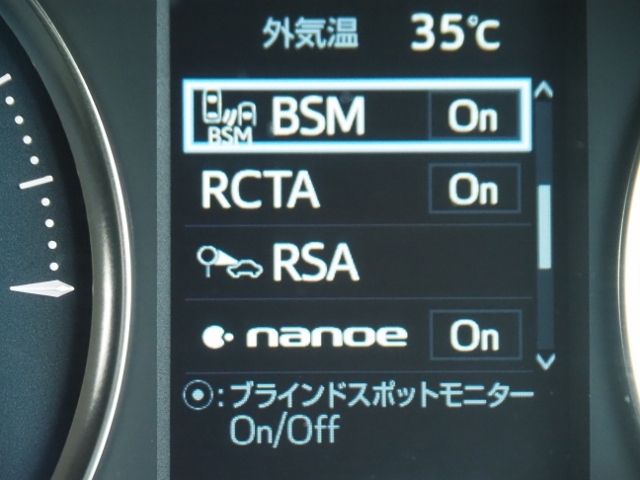 外気温 35℃
BSM BSM On
RCTA On
RSA
nanoe On
⦿:ブラインドスポットモニター
On/Off